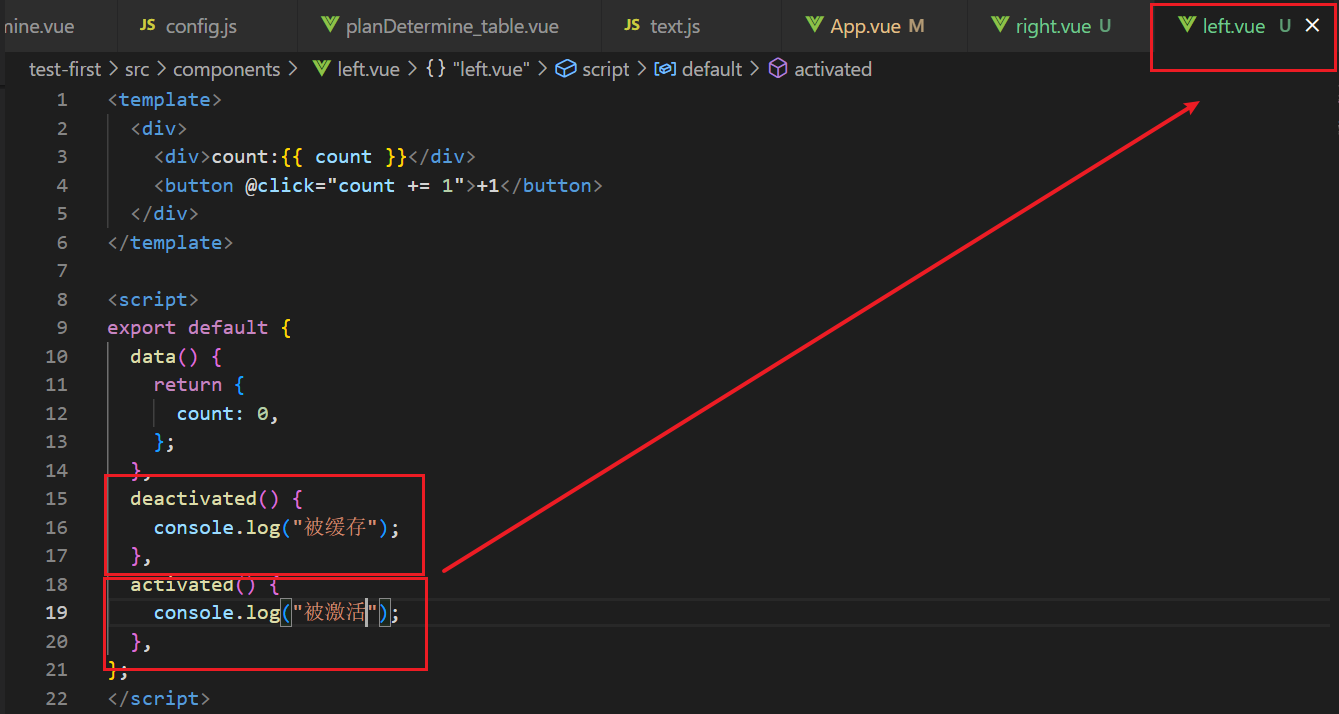 mine.vue JS config.js planDetermine_table.vue JS text.js App.vue M right.vue U left.vue U
test-first > src > components > left.vue > {} "left.vue" > script > default > activated
1 <template>
2 <div>
3 <div>count:{{ count }}</div>
4 <button @click="count += 1">+1</button>
5 </div>
6 </template>
7
8 <script>
9 export default {
10 data() {
11 return {
12 count: 0,
13 };
14 },
15 deactivated() {
16 console.log("被缓存");
17 },
18 activated() {
19 console.log("被激活");
20 },
21 };
22 </script>